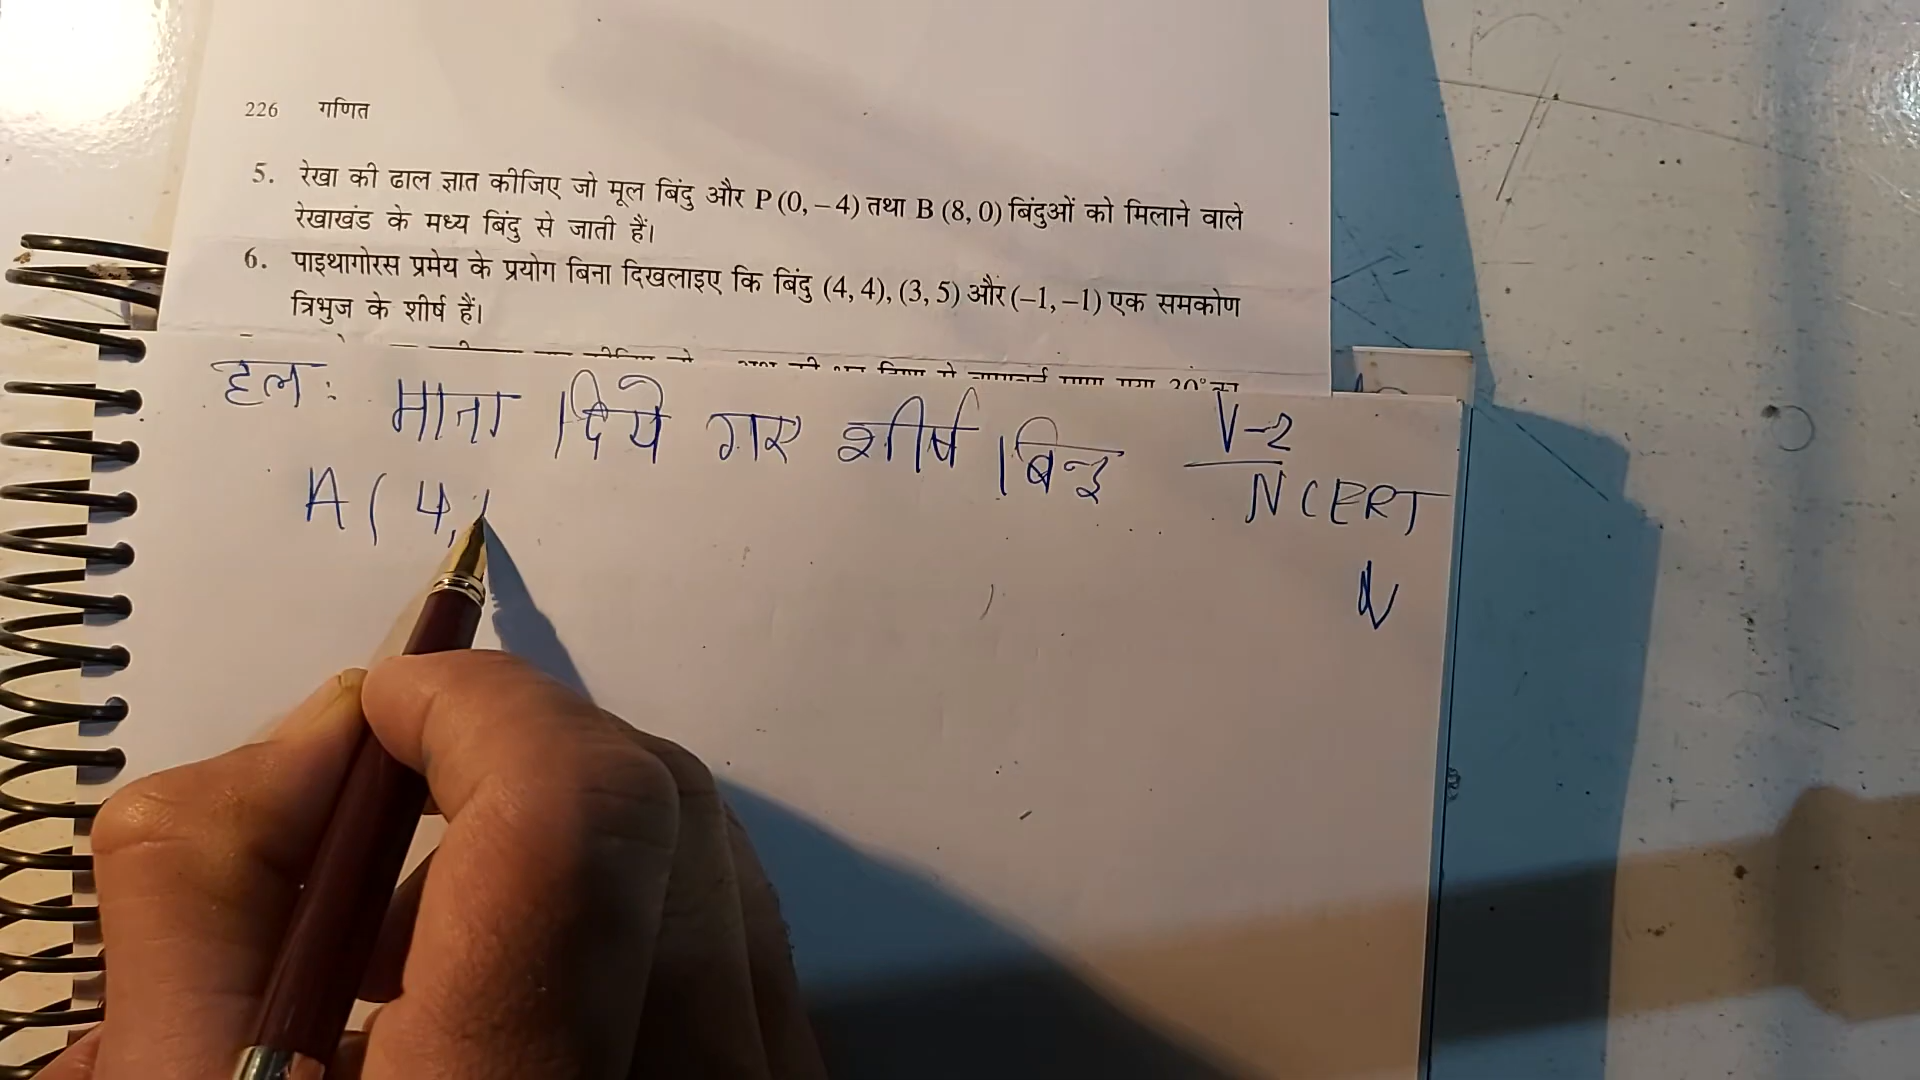 226 गणित
5. रेखा की ढाल ज्ञात कीजिए जो मूल बिंदु और P (0, – 4) तथा B (8, 0) बिंदुओं को मिलाने वाले
रेखाखंड के मध्य बिंदु से जाती हैं।
6. पाइथागोरस प्रमेय के प्रयोग बिना दिखलाइए कि बिंदु (4, 4), (3, 5) और (–1, –1) एक समकोण
त्रिभुज के शीर्ष हैं।
हल : माना दिये गए शीर्ष बिन्दु
V-2
NCERT
A ( 4,